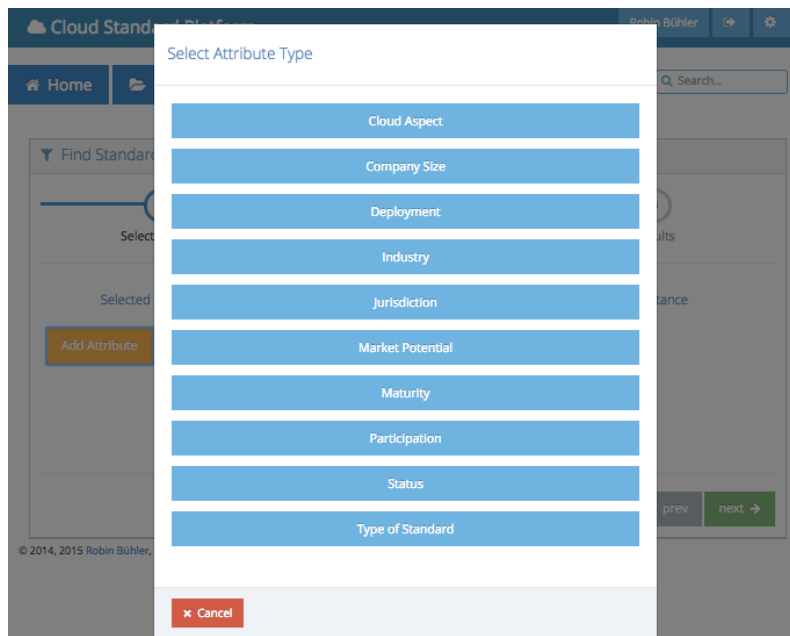 Cloud Standard Platform
Robin Bühler
Select Attribute Type
Home
Search...
Cloud Aspect
Company Size
Find Standard
Deployment
Select
ults
Industry
Selected
Jurisdiction
tance
Add Attribute
Market Potential
Maturity
Participation
Status
prev
next
Type of Standard
© 2014, 2015 Robin Bühler,
Cancel